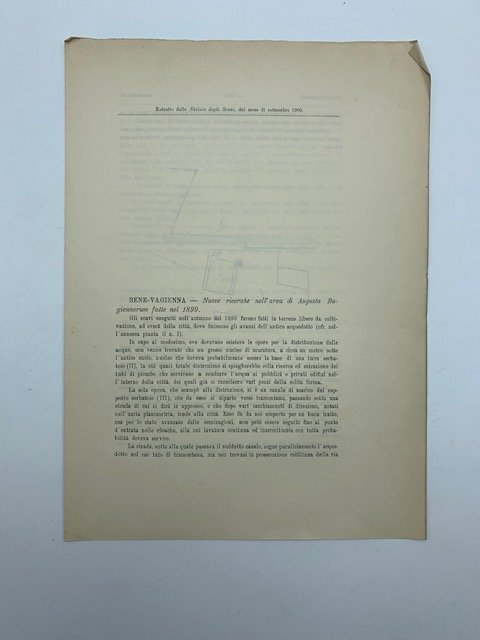 Estratto dalle Notizie degli Scavi, del mese di settembre 1900.
BENE-VAGIENNA — Nuove ricerche nell'area di Augusta Ba-
giennorum fatte nel 1899.
Gli scavi eseguiti nell'autunno del 1899 furono fatti in terreno libero da colti-
vazione, ad ovest della città, dove finiscono gli avanzi dell'antico acquedotto (cfr. nel-
l'annessa pianta il n. I).
In capo al medesimo, ove dovevano esistere le opere per la distribuzione delle
acque, non venne trovato che un grosso nucleo di muratura, a circa un metro sotto
l'antico suolo, nucleo che doveva probabilmente essere la base di una torre serba-
toio (II), la cui quasi totale distruzione si spiegherebbe colla ricerca ed estrazione dei
tubi di piombo che servivano a condurre l'acqua ai pubblici e privati edifizi nel-
l'interno della città, dei quali già si raccolsero vari pezzi della solita forma.
La sola opera, che scampò alla distruzione, si è un canale di scarico del sup-
posto serbatoio (III), che da esso si diparte verso tramontana, passando sotto una
strada di cui si dirà in appresso, e che dopo vari cambiamenti di direzione, notati
nell'unita planimetria, tende alla città. Esso fu da noi scoperto per un buon tratto,
ma per lo stato avanzato delle seminagioni, non potè essere seguito fino al punto
d'entrata nelle cloache, alla cui lavatura continua od intermittente con tutta proba-
bilità doveva servire.
La strada, sotto alla quale passava il suddetto canale, segue parallelamente l'acque-
dotto nel suo lato di tramontana, ma non trovasi in prosecuzione rettilinea della via